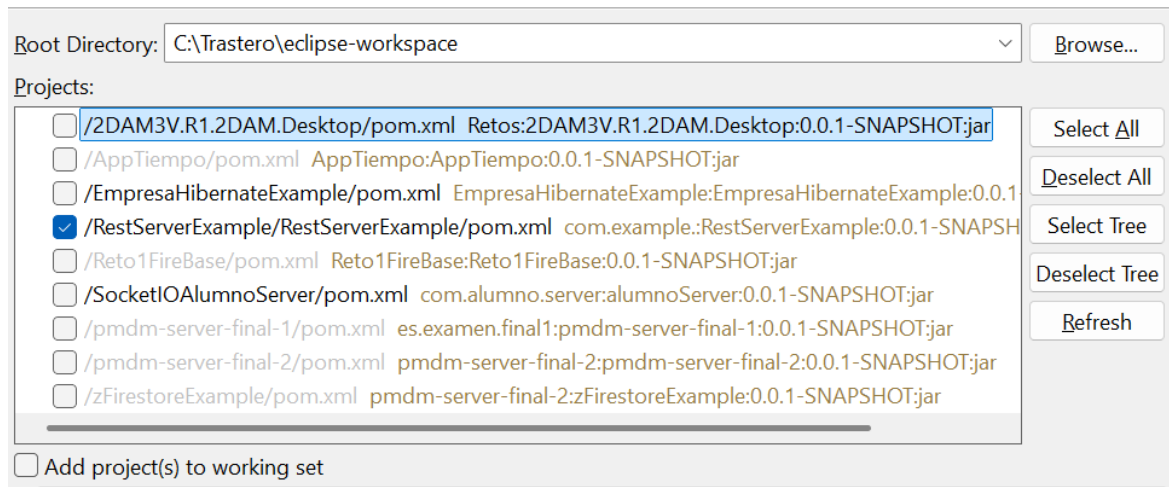 Root Directory: C:\Trastero\eclipse-workspace Browse...
Projects:
/2DAM3V.R1.2DAM.Desktop/pom.xml Retos:2DAM3V.R1.2DAM.Desktop:0.0.1-SNAPSHOT:jar
Select All
/AppTiempo/pom.xml AppTiempo:AppTiempo:0.0.1-SNAPSHOT:jar
Deselect All
/EmpresaHibernateExample/pom.xml EmpresaHibernateExample:EmpresaHibernateExample:0.0.1-
/RestServerExample/RestServerExample/pom.xml com.example.:RestServerExample:0.0.1-SNAPSH
Select Tree
/Reto1FireBase/pom.xml Reto1FireBase:Reto1FireBase:0.0.1-SNAPSHOT:jar
Deselect Tree
/SocketIOAlumnoServer/pom.xml com.alumno.server:alumnoServer:0.0.1-SNAPSHOT:jar
Refresh
/pmdm-server-final-1/pom.xml es.examen.final1:pmdm-server-final-1:0.0.1-SNAPSHOT:jar
/pmdm-server-final-2/pom.xml pmdm-server-final-2:pmdm-server-final-2:0.0.1-SNAPSHOT:jar
/zFirestoreExample/pom.xml pmdm-server-final-2:zFirestoreExample:0.0.1-SNAPSHOT:jar
Add project(s) to working set